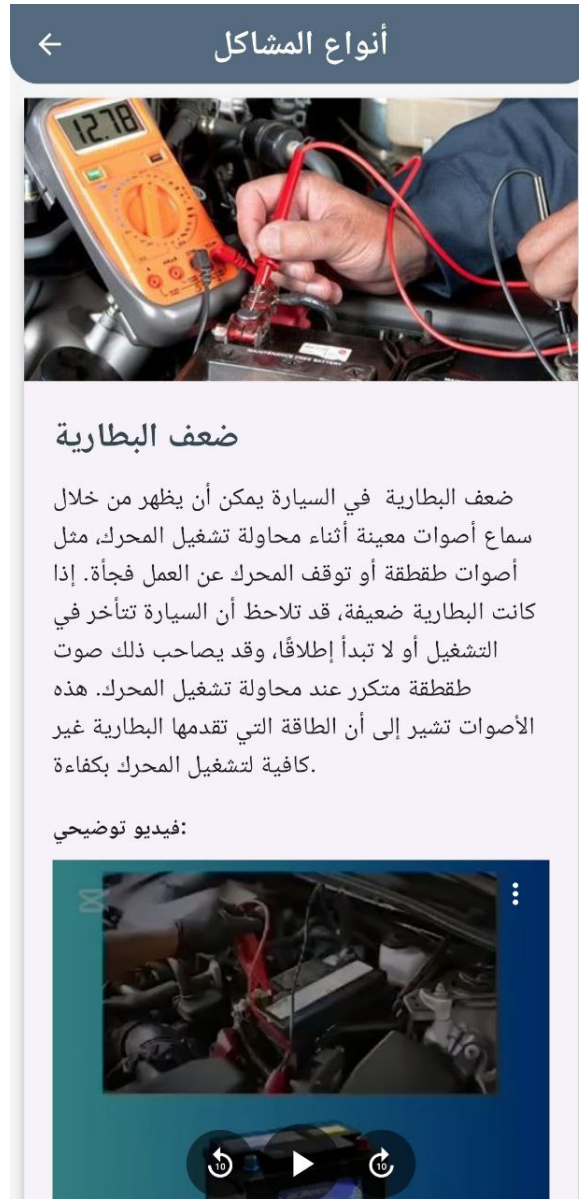 أنواع المشاكل
12.78
MAINTENANCE FREE BATTERY
ضعف البطارية
ضعف البطارية في السيارة يمكن أن يظهر من خلال
سماع أصوات معينة أثناء محاولة تشغيل المحرك، مثل
أصوات طقطقة أو توقف المحرك عن العمل فجأة. إذا
كانت البطارية ضعيفة، قد تلاحظ أن السيارة تتأخر في
التشغيل أو لا تبدأ إطلاقًا، وقد يصاحب ذلك صوت
طقطقة متكرر عند محاولة تشغيل المحرك. هذه
الأصوات تشير إلى أن الطاقة التي تقدمها البطارية غير
.كافية لتشغيل المحرك بكفاءة
:فيديو توضيحي
10
10